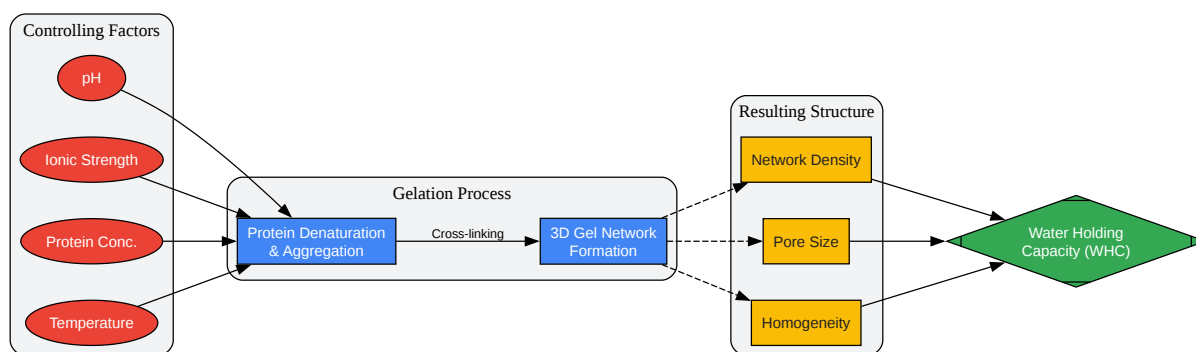 Controlling Factors
pH
Ionic Strength
Protein Conc.
Temperature
Gelation Process
Protein Denaturation
& Aggregation
Cross-linking
3D Gel Network
Formation
Resulting Structure
Network Density
Pore Size
Homogeneity
Water Holding
Capacity (WHC)